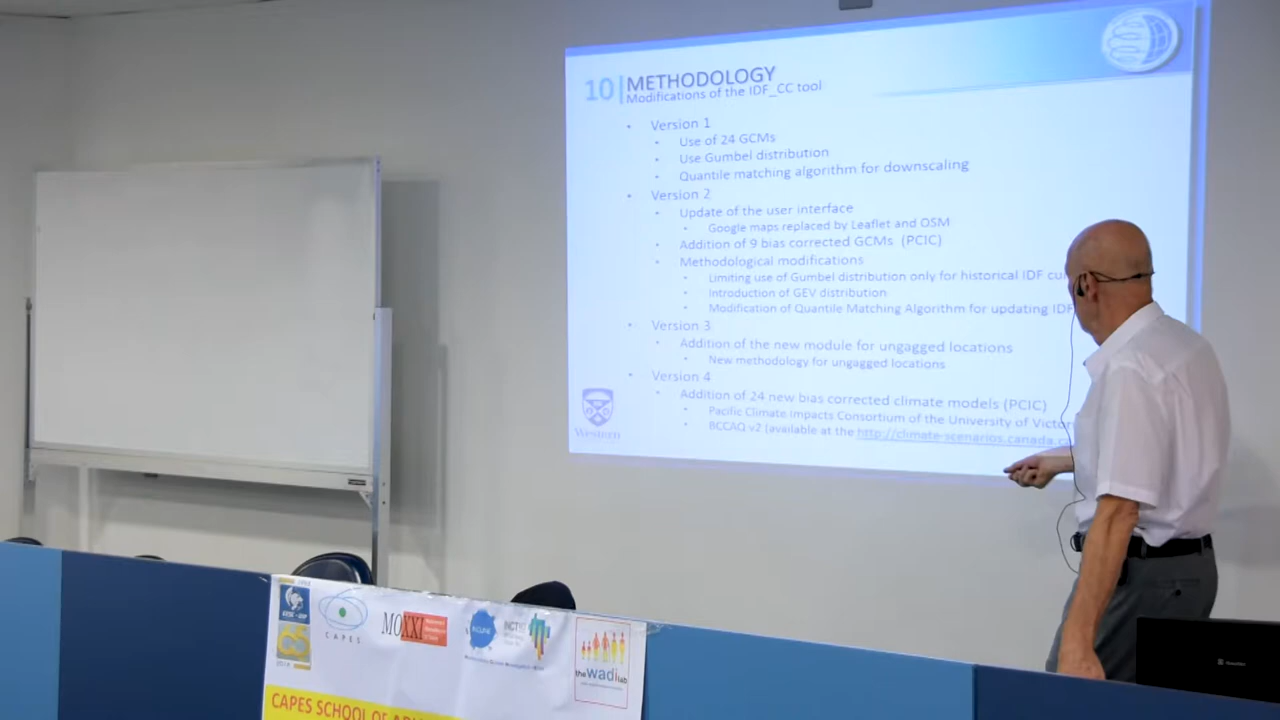 10
METHODOLOGY
Modifications of the IDF_CC tool
Version 1
Use of 24 GCMs
Use Gumbel distribution
Quantile matching algorithm for downscaling
Version 2
Update of the user interface
Google maps replaced by Leaflet and OSM
Addition of 9 bias corrected GCMs (PCIC)
Methodological modifications
Limiting use of Gumbel distribution only for historical IDF cu
Introduction of GEV distribution
Modification of Quantile Matching Algorithm for updating IDF
Version 3
Addition of the new module for ungagged locations
New methodology for ungagged locations
Version 4
Addition of 24 new bias corrected climate models (PCIC)
Pacific Climate Impacts Consortium of the University of Victor
BCCAQ v2 (available at the http://climate-scenarios.canada.c
Western
CAPES
MOXXI
INCLINE
the wadi lab
CAPES SCHOOL OF